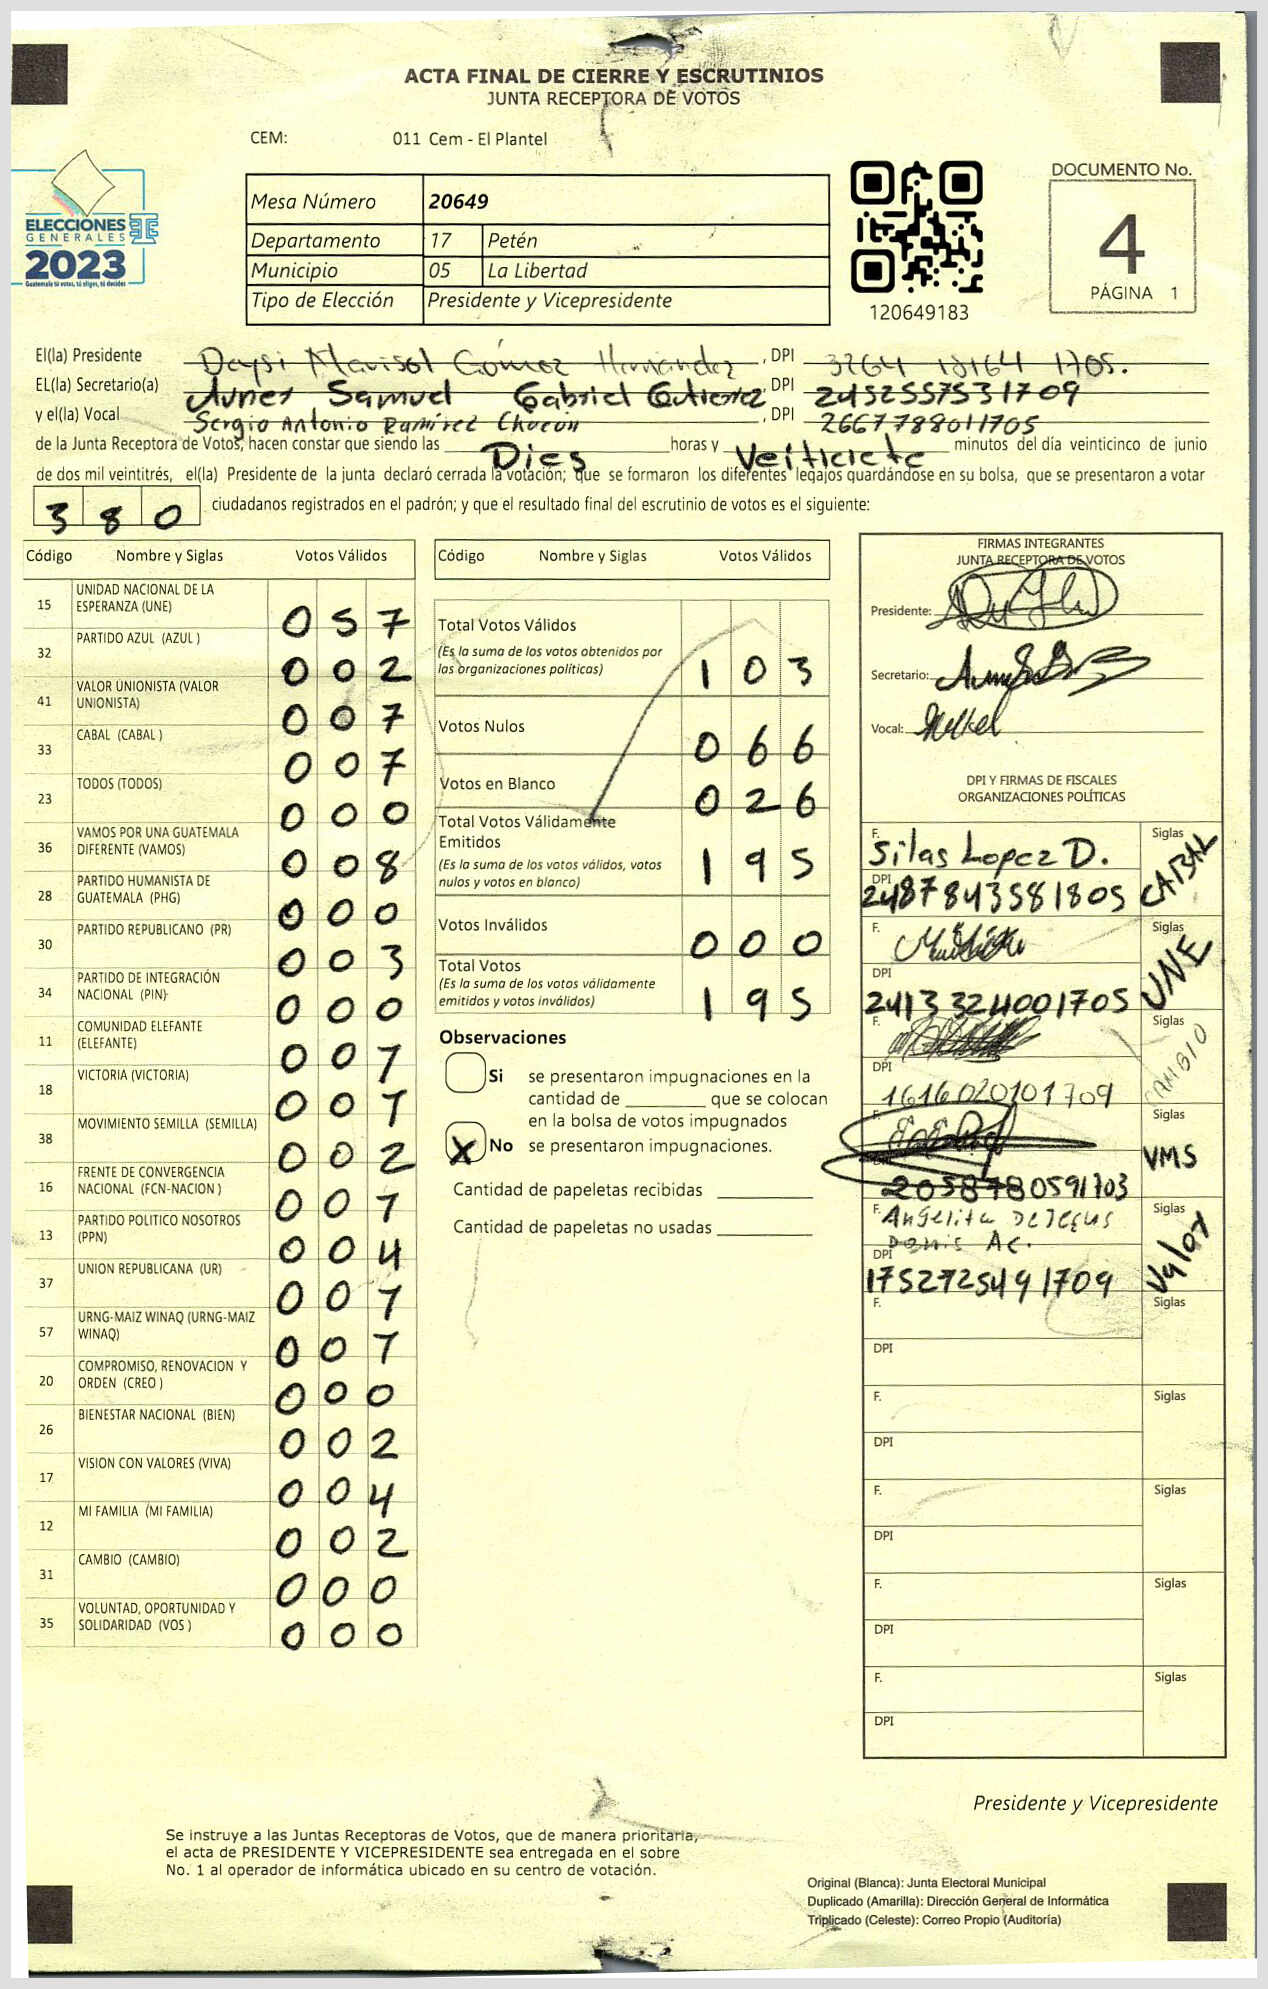 ACTA FINAL DE CIERRE Y ESCRUTINIOS
JUNTA RECEPTORA DE VOTOS
CEM: 011 Cem - El Plantel
ELECCIONES
GENERALES
2023
Guatemala tú votas, tú eliges, tú decides
Mesa Número 20649
Departamento 17 Petén
Municipio 05 La Libertad
Tipo de Elección Presidente y Vicepresidente
120649183
DOCUMENTO No.
4
PÁGINA 1
El(la) Presidente Daysi Marisol Gómez Hernández, DPI 3264 1705.
EL(la) Secretario(a) Samuel Gabriel Gutierrez, DPI 2452557531709
y el(la) Vocal Sergio Antonio Ramírez Chacón, DPI 2667788011705
de la Junta Receptora de Votos, hacen constar que siendo las Dies horas y Veiticiete minutos del día veinticinco de junio
de dos mil veintitrés, el(la) Presidente de la junta declaró cerrada la votación; que se formaron los diferentes legajos guardándose en su bolsa, que se presentaron a votar
380 ciudadanos registrados en el padrón; y que el resultado final del escrutinio de votos es el siguiente:
Código Nombre y Siglas Votos Válidos
15 UNIDAD NACIONAL DE LA ESPERANZA (UNE) 057
32 PARTIDO AZUL (AZUL ) 002
41 VALOR UNIONISTA (VALOR UNIONISTA) 007
33 CABAL (CABAL ) 007
23 TODOS (TODOS) 000
36 VAMOS POR UNA GUATEMALA DIFERENTE (VAMOS) 008
28 PARTIDO HUMANISTA DE GUATEMALA (PHG) 000
30 PARTIDO REPUBLICANO (PR) 003
34 PARTIDO DE INTEGRACIÓN NACIONAL (PIN) 000
11 COMUNIDAD ELEFANTE (ELEFANTE) 007
18 VICTORIA (VICTORIA) 007
38 MOVIMIENTO SEMILLA (SEMILLA) 002
16 FRENTE DE CONVERGENCIA NACIONAL (FCN-NACION ) 007
13 PARTIDO POLITICO NOSOTROS (PPN) 004
37 UNION REPUBLICANA (UR) 007
57 URNG-MAIZ WINAQ (URNG-MAIZ WINAQ) 007
20 COMPROMISO, RENOVACION Y ORDEN (CREO ) 000
26 BIENESTAR NACIONAL (BIEN) 002
17 VISION CON VALORES (VIVA) 004
12 MI FAMILIA (MI FAMILIA) 002
31 CAMBIO (CAMBIO) 000
35 VOLUNTAD, OPORTUNIDAD Y SOLIDARIDAD (VOS ) 000
Código Nombre y Siglas Votos Válidos
Total Votos Válidos 103
(Es la suma de los votos obtenidos por
las organizaciones políticas)
Votos Nulos 066
Votos en Blanco 026
Total Votos Válidamente
Emitidos 195
(Es la suma de los votos válidos, votos
nulos y votos en blanco)
Votos Inválidos 000
Total Votos 195
(Es la suma de los votos válidamente
emitidos y votos inválidos)
Observaciones
Si se presentaron impugnaciones en la
cantidad de ________ que se colocan
en la bolsa de votos impugnados
X No se presentaron impugnaciones.
Cantidad de papeletas recibidas
Cantidad de papeletas no usadas
FIRMAS INTEGRANTES
JUNTA RECEPTORA DE VOTOS
Presidente:
Secretario:
Vocal:
DPI Y FIRMAS DE FISCALES
ORGANIZACIONES POLÍTICAS
F. Silas Lopez D. Siglas CABAL
DPI 2487843581805
F. Siglas UNE
DPI 2413324001705
F. Siglas CAMBIO
DPI 1616020101709
F. Siglas VMS
DPI 2058780591703
F. Angelita De Jesus Siglas Valor
DPI 1752725491709
F. Siglas
DPI
F. Siglas
DPI
F. Siglas
DPI
F. Siglas
DPI
F. Siglas
DPI
Presidente y Vicepresidente
Se instruye a las Juntas Receptoras de Votos, que de manera prioritaria,
el acta de PRESIDENTE Y VICEPRESIDENTE sea entregada en el sobre
No. 1 al operador de informática ubicado en su centro de votación.
Original (Blanca): Junta Electoral Municipal
Duplicado (Amarilla): Dirección General de Informática
Triplicado (Celeste): Correo Propio (Auditoría)